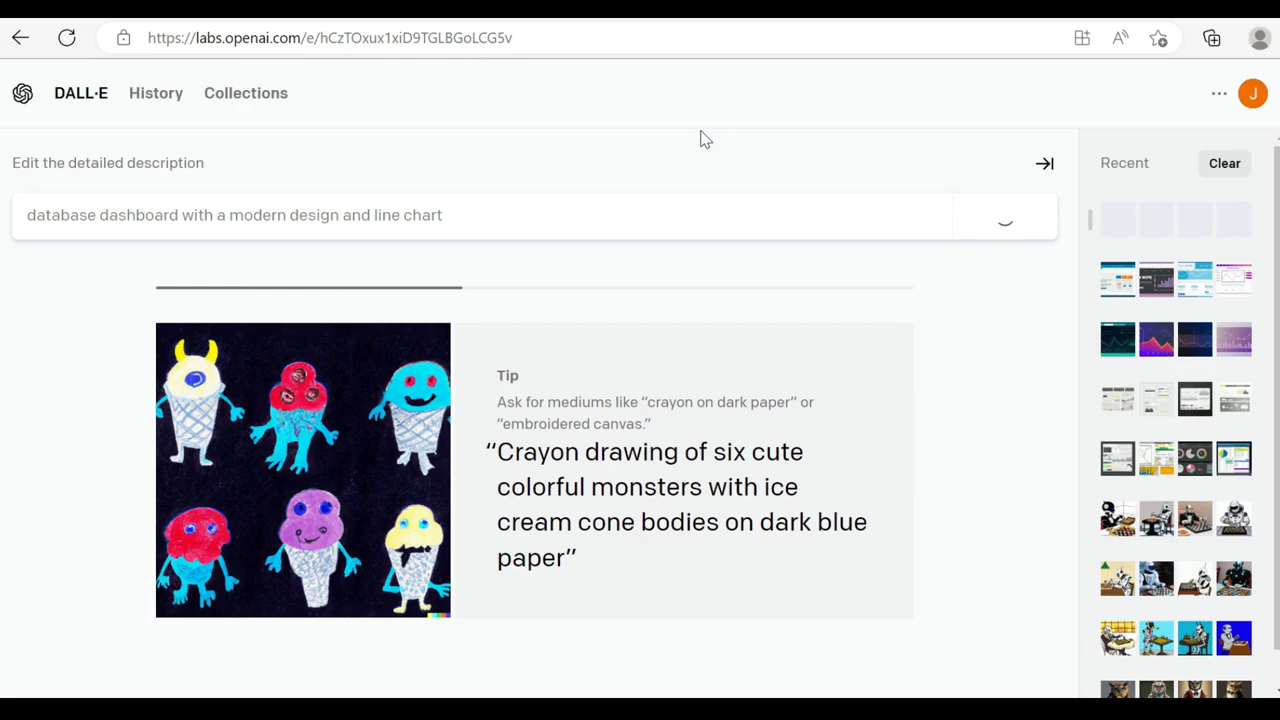 https://labs.openai.com/e/hCzTOxux1xiD9TGLBGoLCG5v
DALL·E History Collections
J
Edit the detailed description
Recent Clear
database dashboard with a modern design and line chart
Tip
Ask for mediums like “crayon on dark paper” or
“embroidered canvas.”
“Crayon drawing of six cute
colorful monsters with ice
cream cone bodies on dark blue
paper”